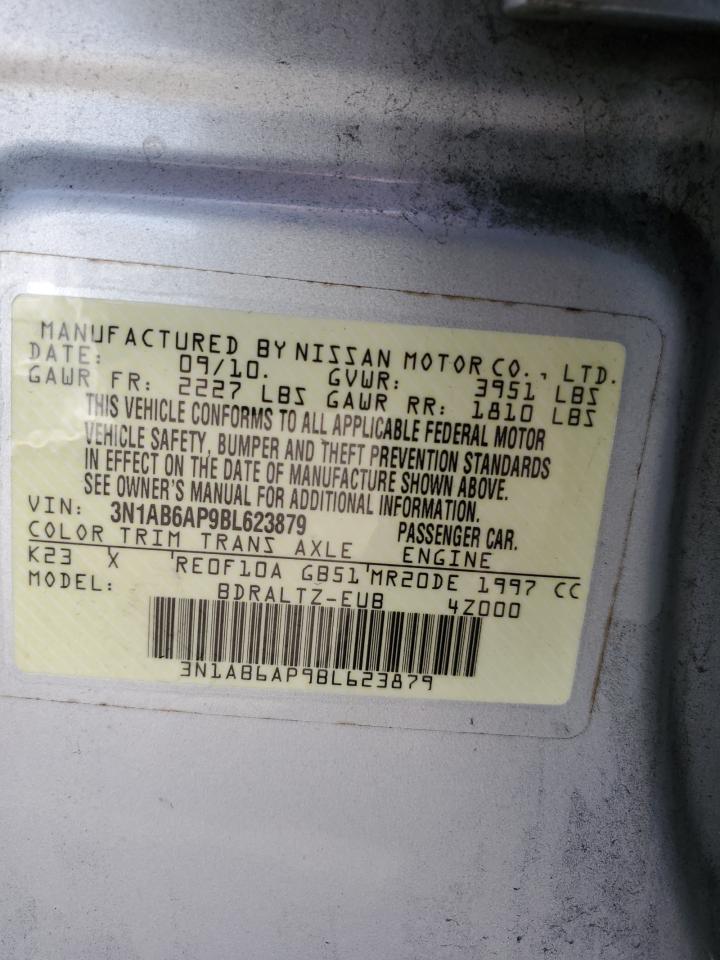 MANUFACTURED BY NISSAN MOTOR CO., LTD.
DATE: 09/10. GVWR: 3951 LBS
GAWR FR: 2227 LBS GAWR RR: 1810 LBS
THIS VEHICLE CONFORMS TO ALL APPLICABLE FEDERAL MOTOR
VEHICLE SAFETY, BUMPER AND THEFT PREVENTION STANDARDS
IN EFFECT ON THE DATE OF MANUFACTURE SHOWN ABOVE.
SEE OWNER'S MANUAL FOR ADDITIONAL INFORMATION.
VIN: 3N1AB6AP9BL623879 PASSENGER CAR.
COLOR TRIM TRANS AXLE ENGINE
K23 X RE0F10A GB51 MR20DE 1997 CC
MODEL: BDRALTZ-EUB 4Z000
3N1AB6AP9BL623879